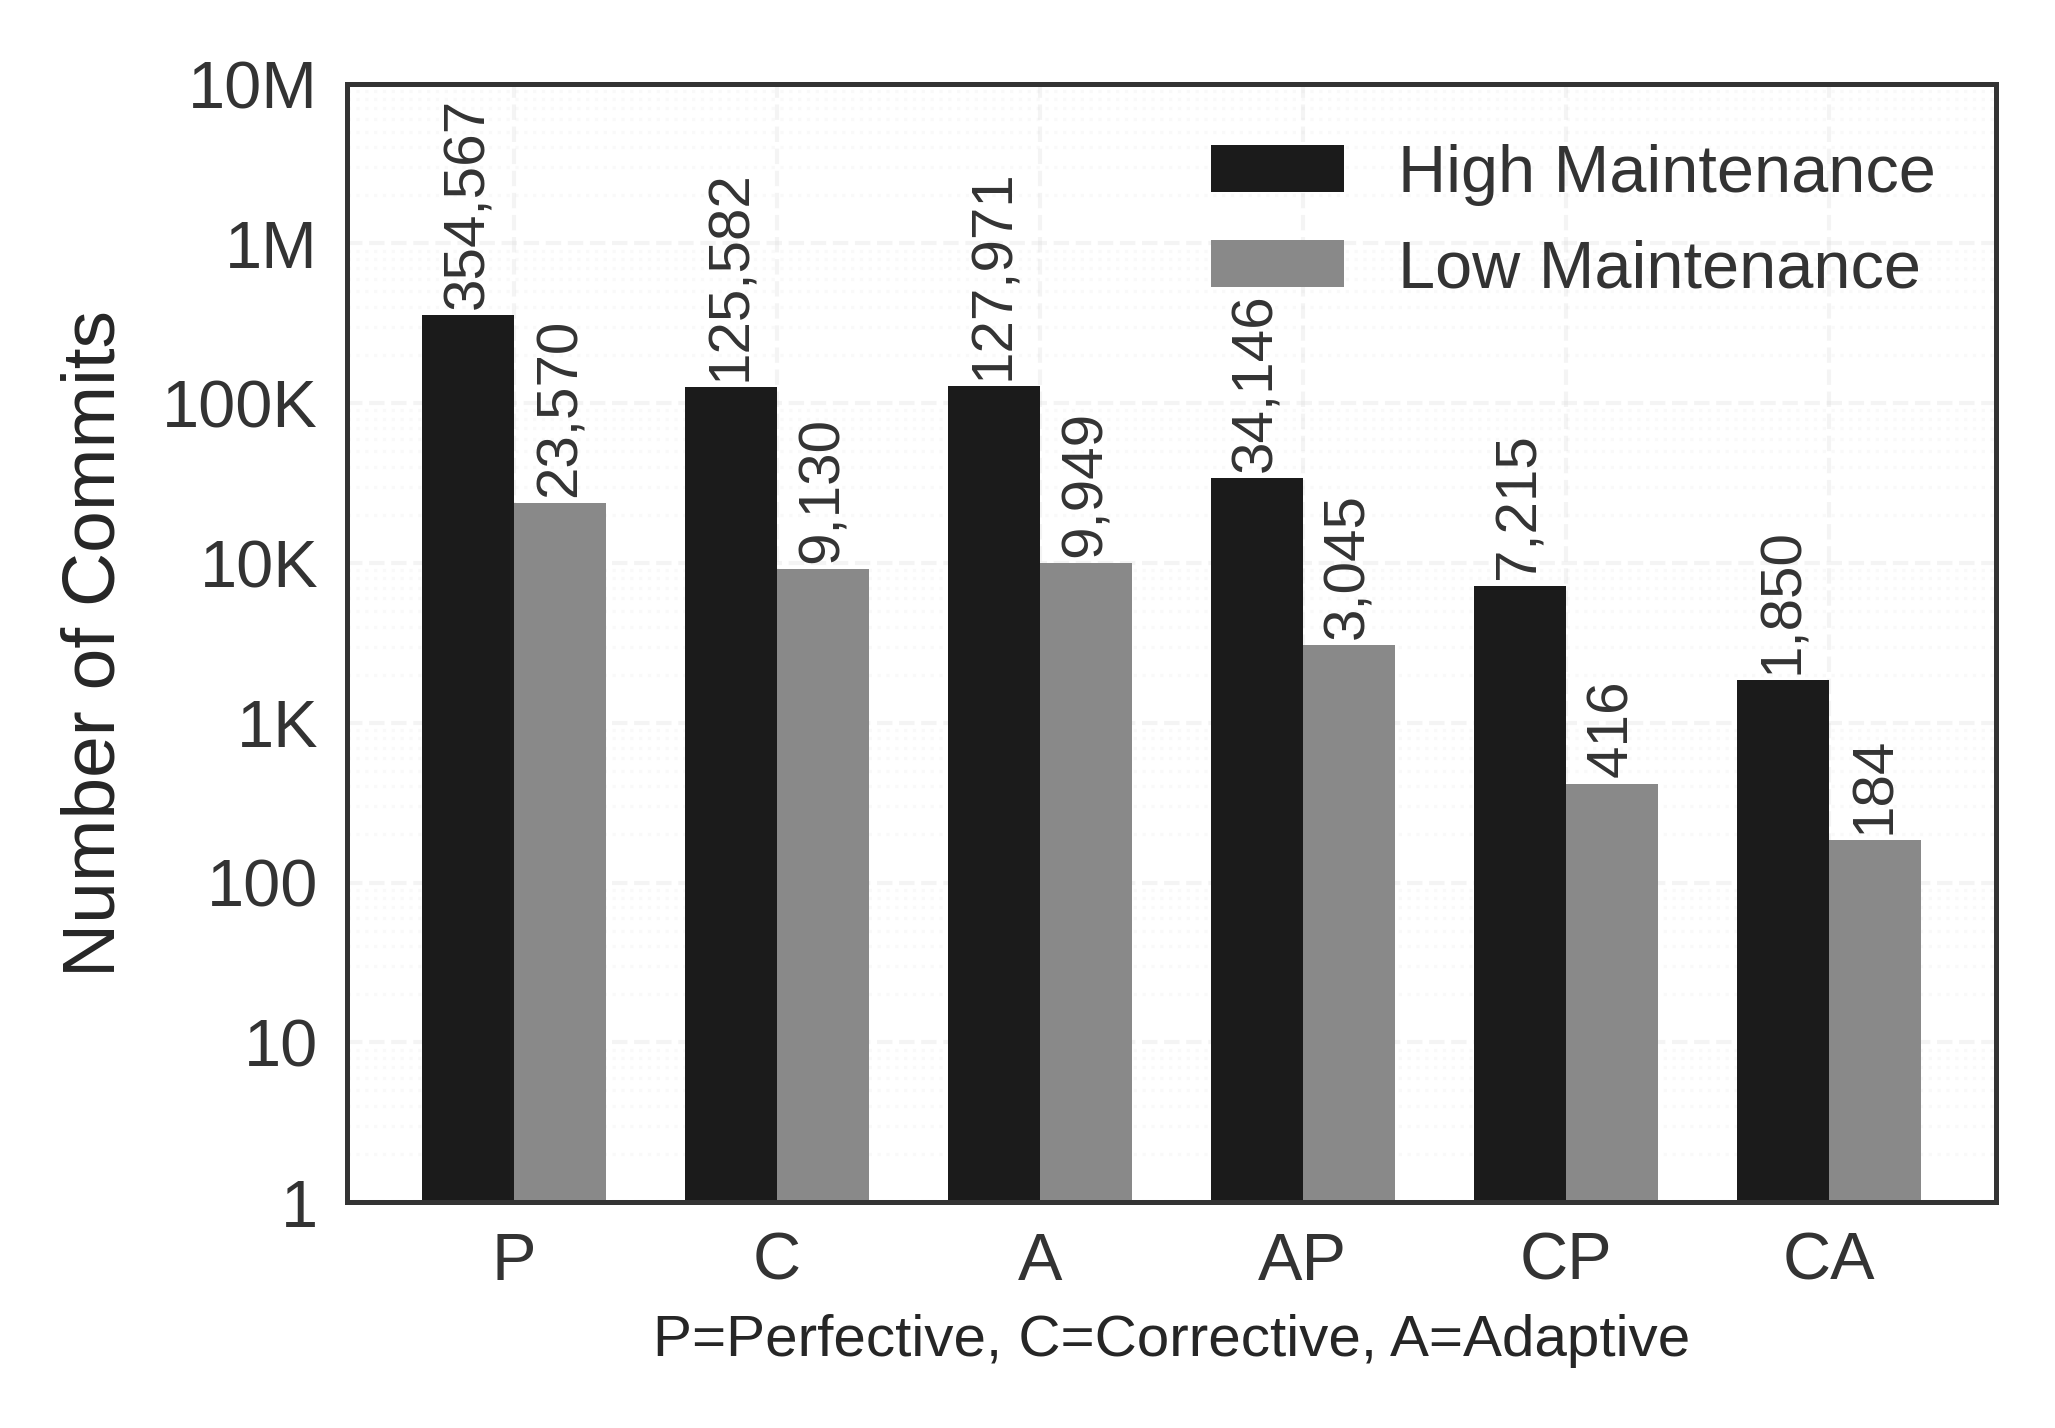 10M
1M
100K
10K
1K
100
10
1
Number of Commits
High Maintenance
Low Maintenance
354,567
23,570
125,582
9,130
127,971
9,949
34,146
3,045
7,215
416
1,850
184
P
C
A
AP
CP
CA
P=Perfective, C=Corrective, A=Adaptive